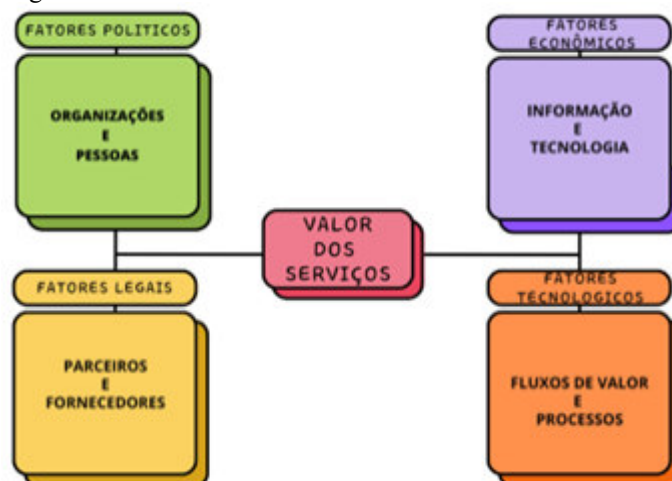 FATORES POLITICOS
ORGANIZAÇÕES
E
PESSOAS
FATORES
ECONÔMICOS
INFORMAÇÃO
E
TECNOLOGIA
VALOR
DOS
SERVIÇOS
FATORES LEGAIS
PARCEIROS
E
FORNECEDORES
FATORES
TECNOLOGICOS
FLUXOS DE VALOR
E
PROCESSOS